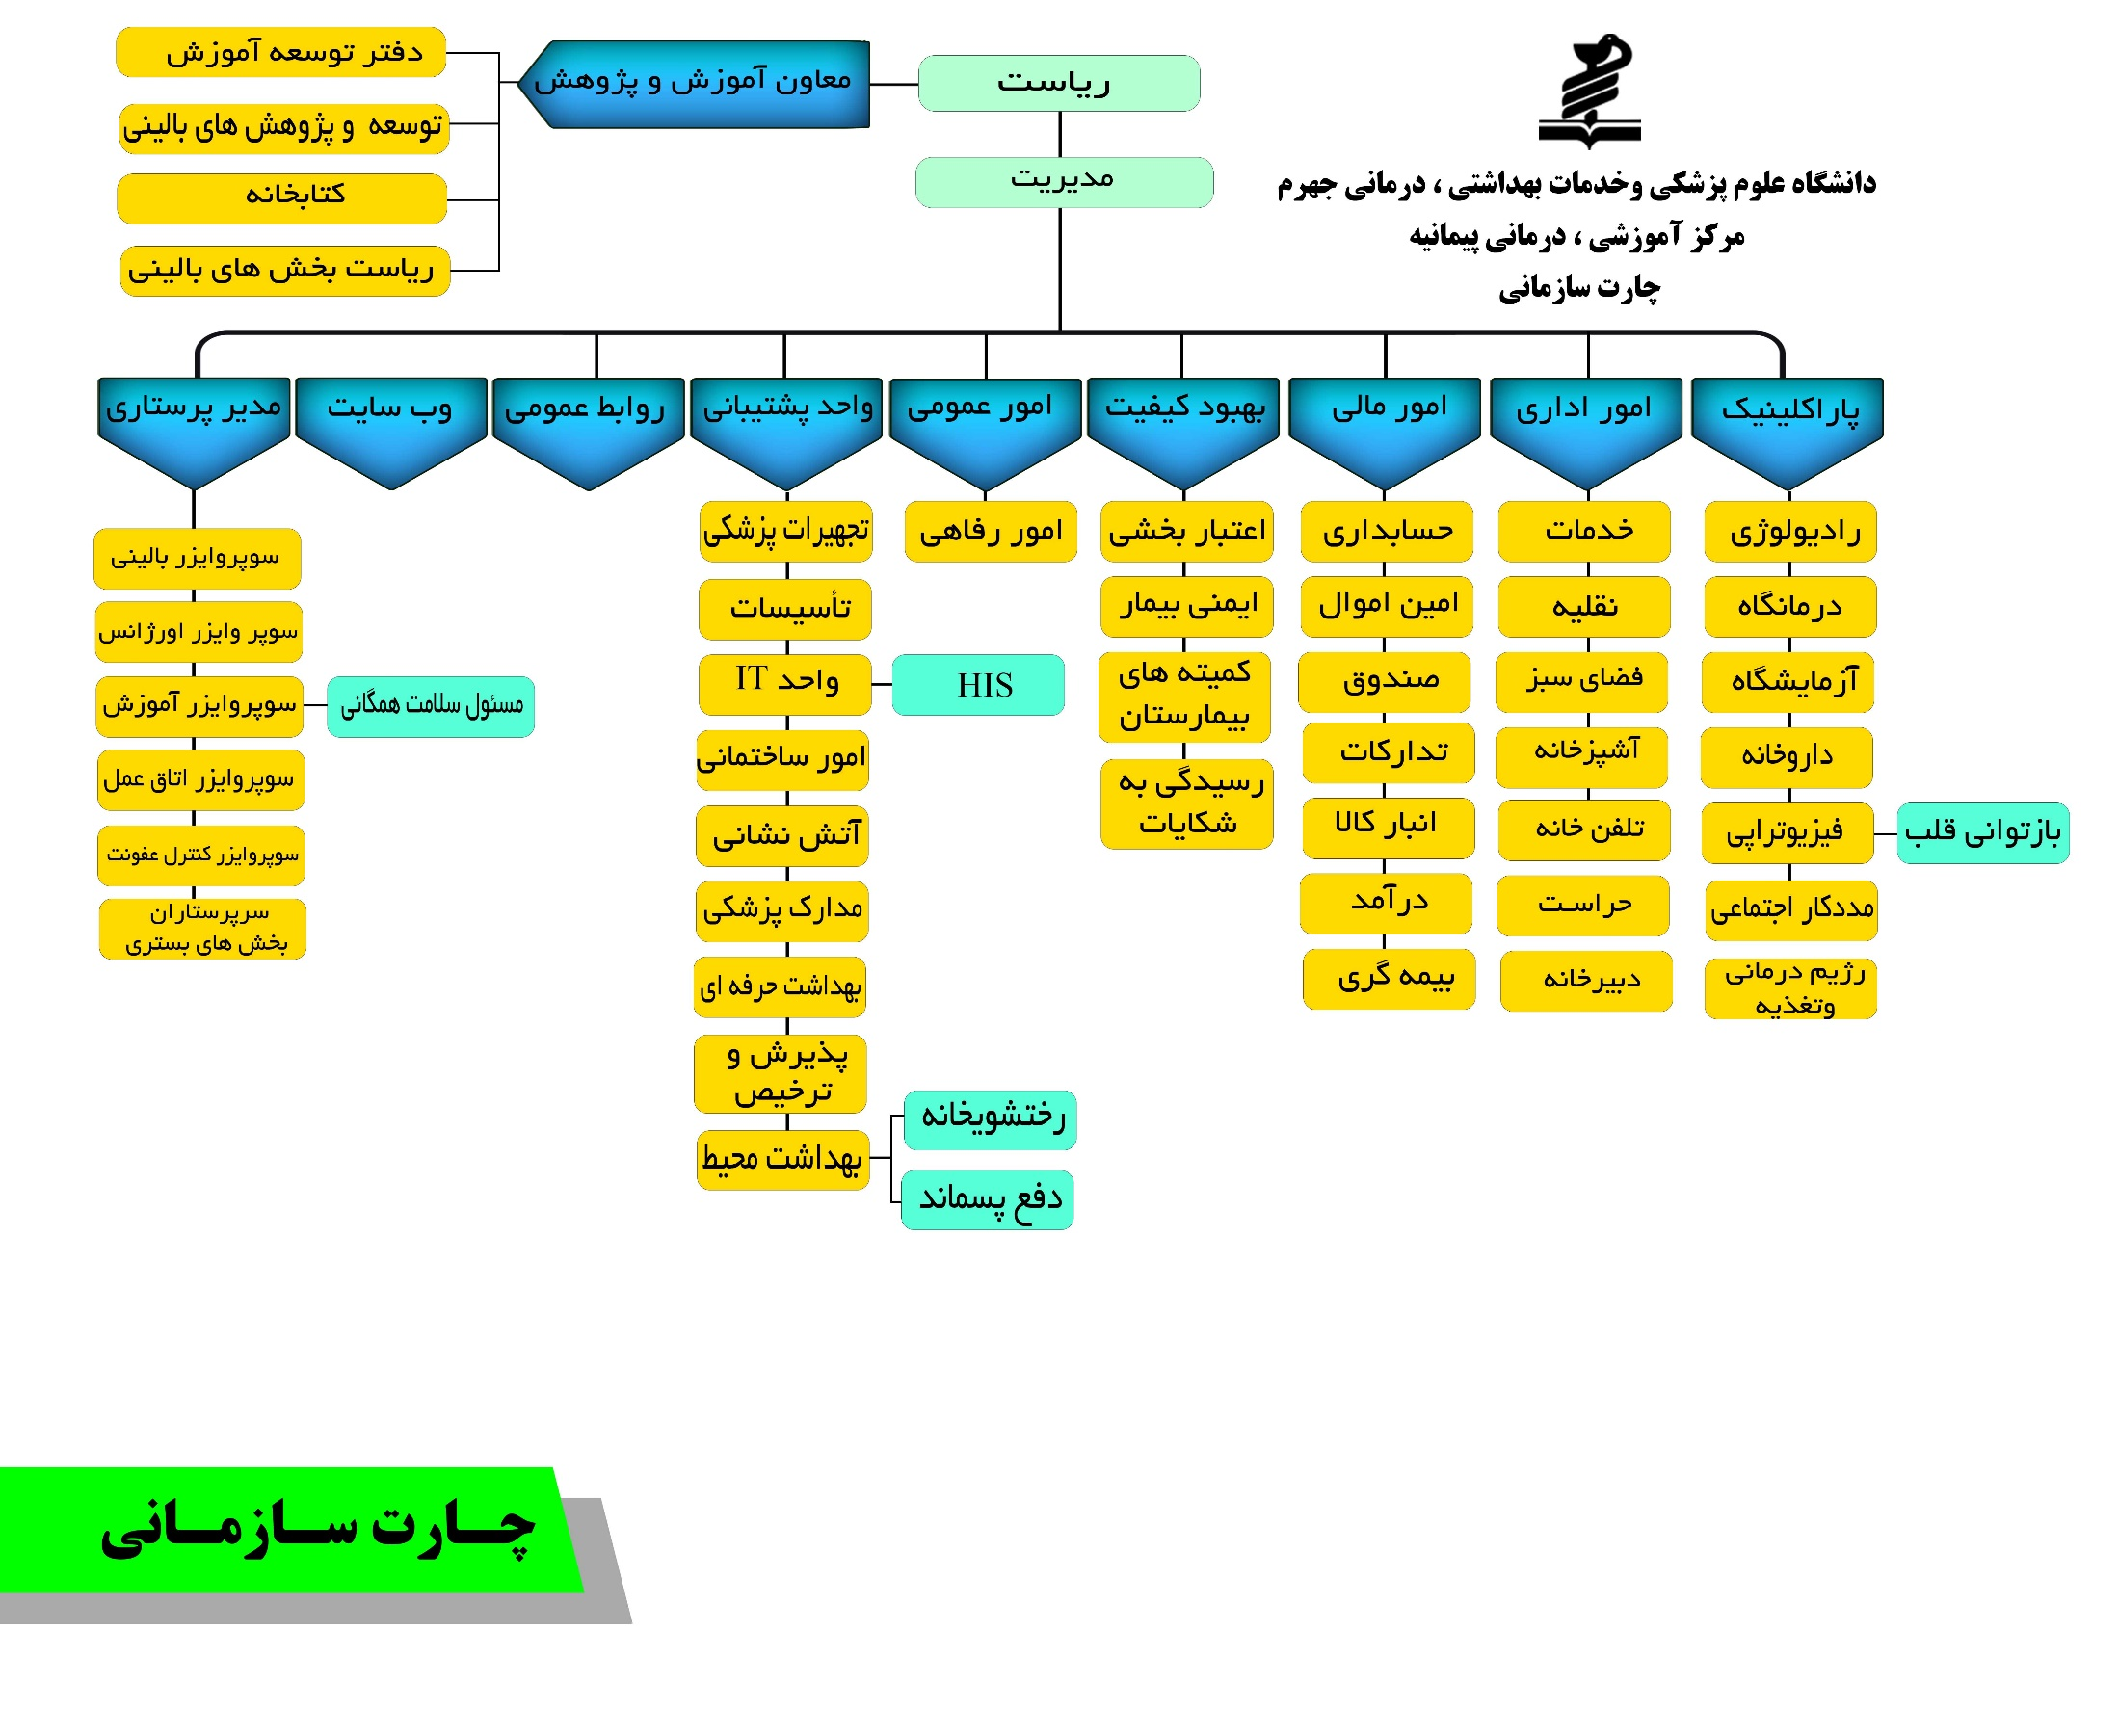 دانشگاه علوم پزشکی وخدمات بهداشتی ، درمانی جهرم
مرکز آموزشی ، درمانی پیمانیه
چارت سازمانی
ریاست
مدیریت
معاون آموزش و پژوهش
دفتر توسعه آموزش
توسعه و پژوهش های بالینی
کتابخانه
ریاست بخش های بالینی
پاراکلینیک
رادیولوژی
درمانگاه
آزمایشگاه
داروخانه
فیزیوتراپی
بازتوانی قلب
مددکار اجتماعی
رژیم درمانی
وتغذیه
امور اداری
خدمات
نقلیه
فضای سبز
آشپزخانه
تلفن خانه
حراست
دبیرخانه
امور مالی
حسابداری
امین اموال
صندوق
تدارکات
انبار کالا
درآمد
بیمه گری
بهبود کیفیت
اعتبار بخشی
ایمنی بیمار
کمیته های
بیمارستان
رسیدگی به
شکایات
امور عمومی
امور رفاهی
واحد پشتیبانی
تجهیرات پزشکی
تأسیسات
واحد IT
HIS
امور ساختمانی
آتش نشانی
مدارک پزشکی
بهداشت حرفه ای
پذیرش و
ترخیص
بهداشت محیط
رختشویخانه
دفع پسماند
روابط عمومی
وب سایت
مدیر پرستاری
سوپروایزر بالینی
سوپر وایزر اورژانس
سوپروایزر آموزش
مسئول سلامت همگانی
سوپروایزر اتاق عمل
سوپروایزر کنترل عفونت
سرپرستاران
بخش های بستری
چـــارت ســـازمـــانی